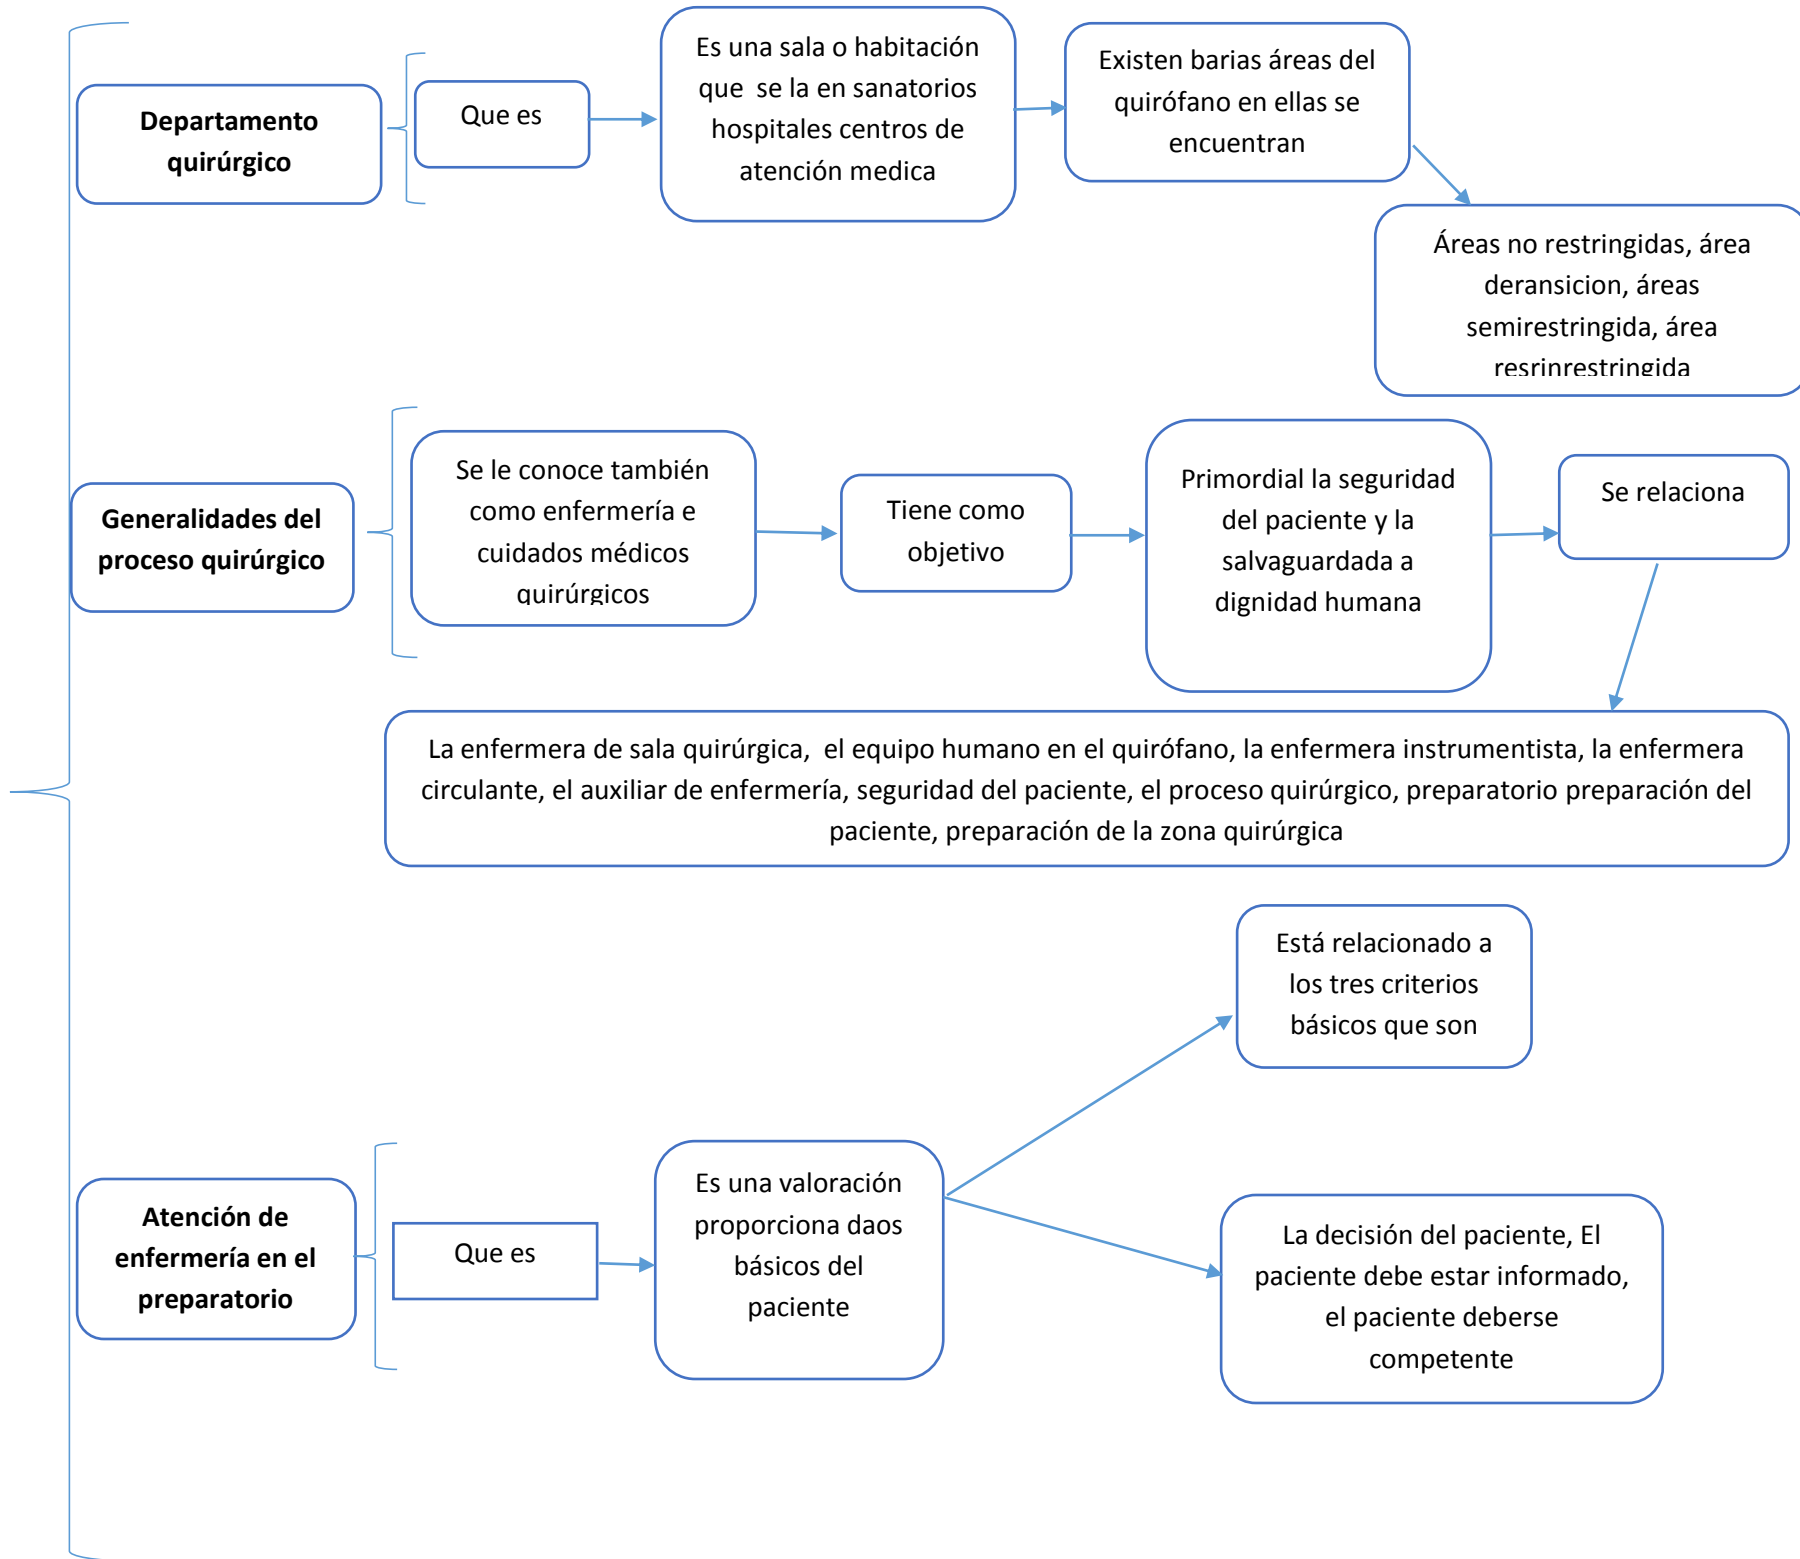 Departamento
quirúrgico
Que es
Es una sala o habitación
que se la en sanatorios
hospitales centros de
atención medica
Existen barias áreas del
quirófano en ellas se
encuentran
Áreas no restringidas, área
deransicion, áreas
semirestringida, área
resrinrestringida
Generalidades del
proceso quirúrgico
Se le conoce también
como enfermería e
cuidados médicos
quirúrgicos
Tiene como
objetivo
Primordial la seguridad
del paciente y la
salvaguardada a
dignidad humana
Se relaciona
La enfermera de sala quirúrgica, el equipo humano en el quirófano, la enfermera instrumentista, la enfermera
circulante, el auxiliar de enfermería, seguridad del paciente, el proceso quirúrgico, preparatorio preparación del
paciente, preparación de la zona quirúrgica
Atención de
enfermería en el
preparatorio
Que es
Es una valoración
proporciona daos
básicos del
paciente
Está relacionado a
los tres criterios
básicos que son
La decisión del paciente, El
paciente debe estar informado,
el paciente deberse
competente